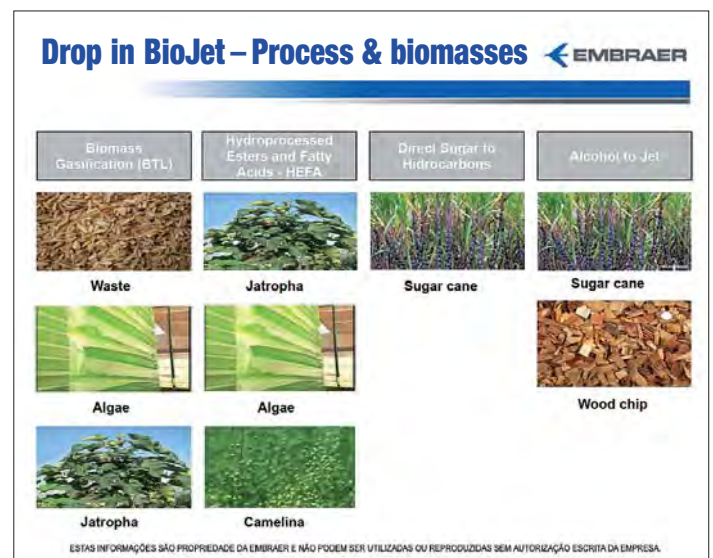 Drop in BioJet – Process & biomasses
EMBRAER
Biomass
Gasification (BTL)
Hydroprocessed
Esters and Fatty
Acids - HEFA
Direct Sugar to
Hidrocarbons
Alcohol to Jet
Waste
Jatropha
Sugar cane
Sugar cane
Algae
Algae
Wood chip
Jatropha
Camelina
ESTAS INFORMAÇÕES SÃO PROPRIEDADE DA EMBRAER E NÃO PODEM SER UTILIZADAS OU REPRODUZIDAS SEM AUTORIZAÇÃO ESCRITA DA EMPRESA.